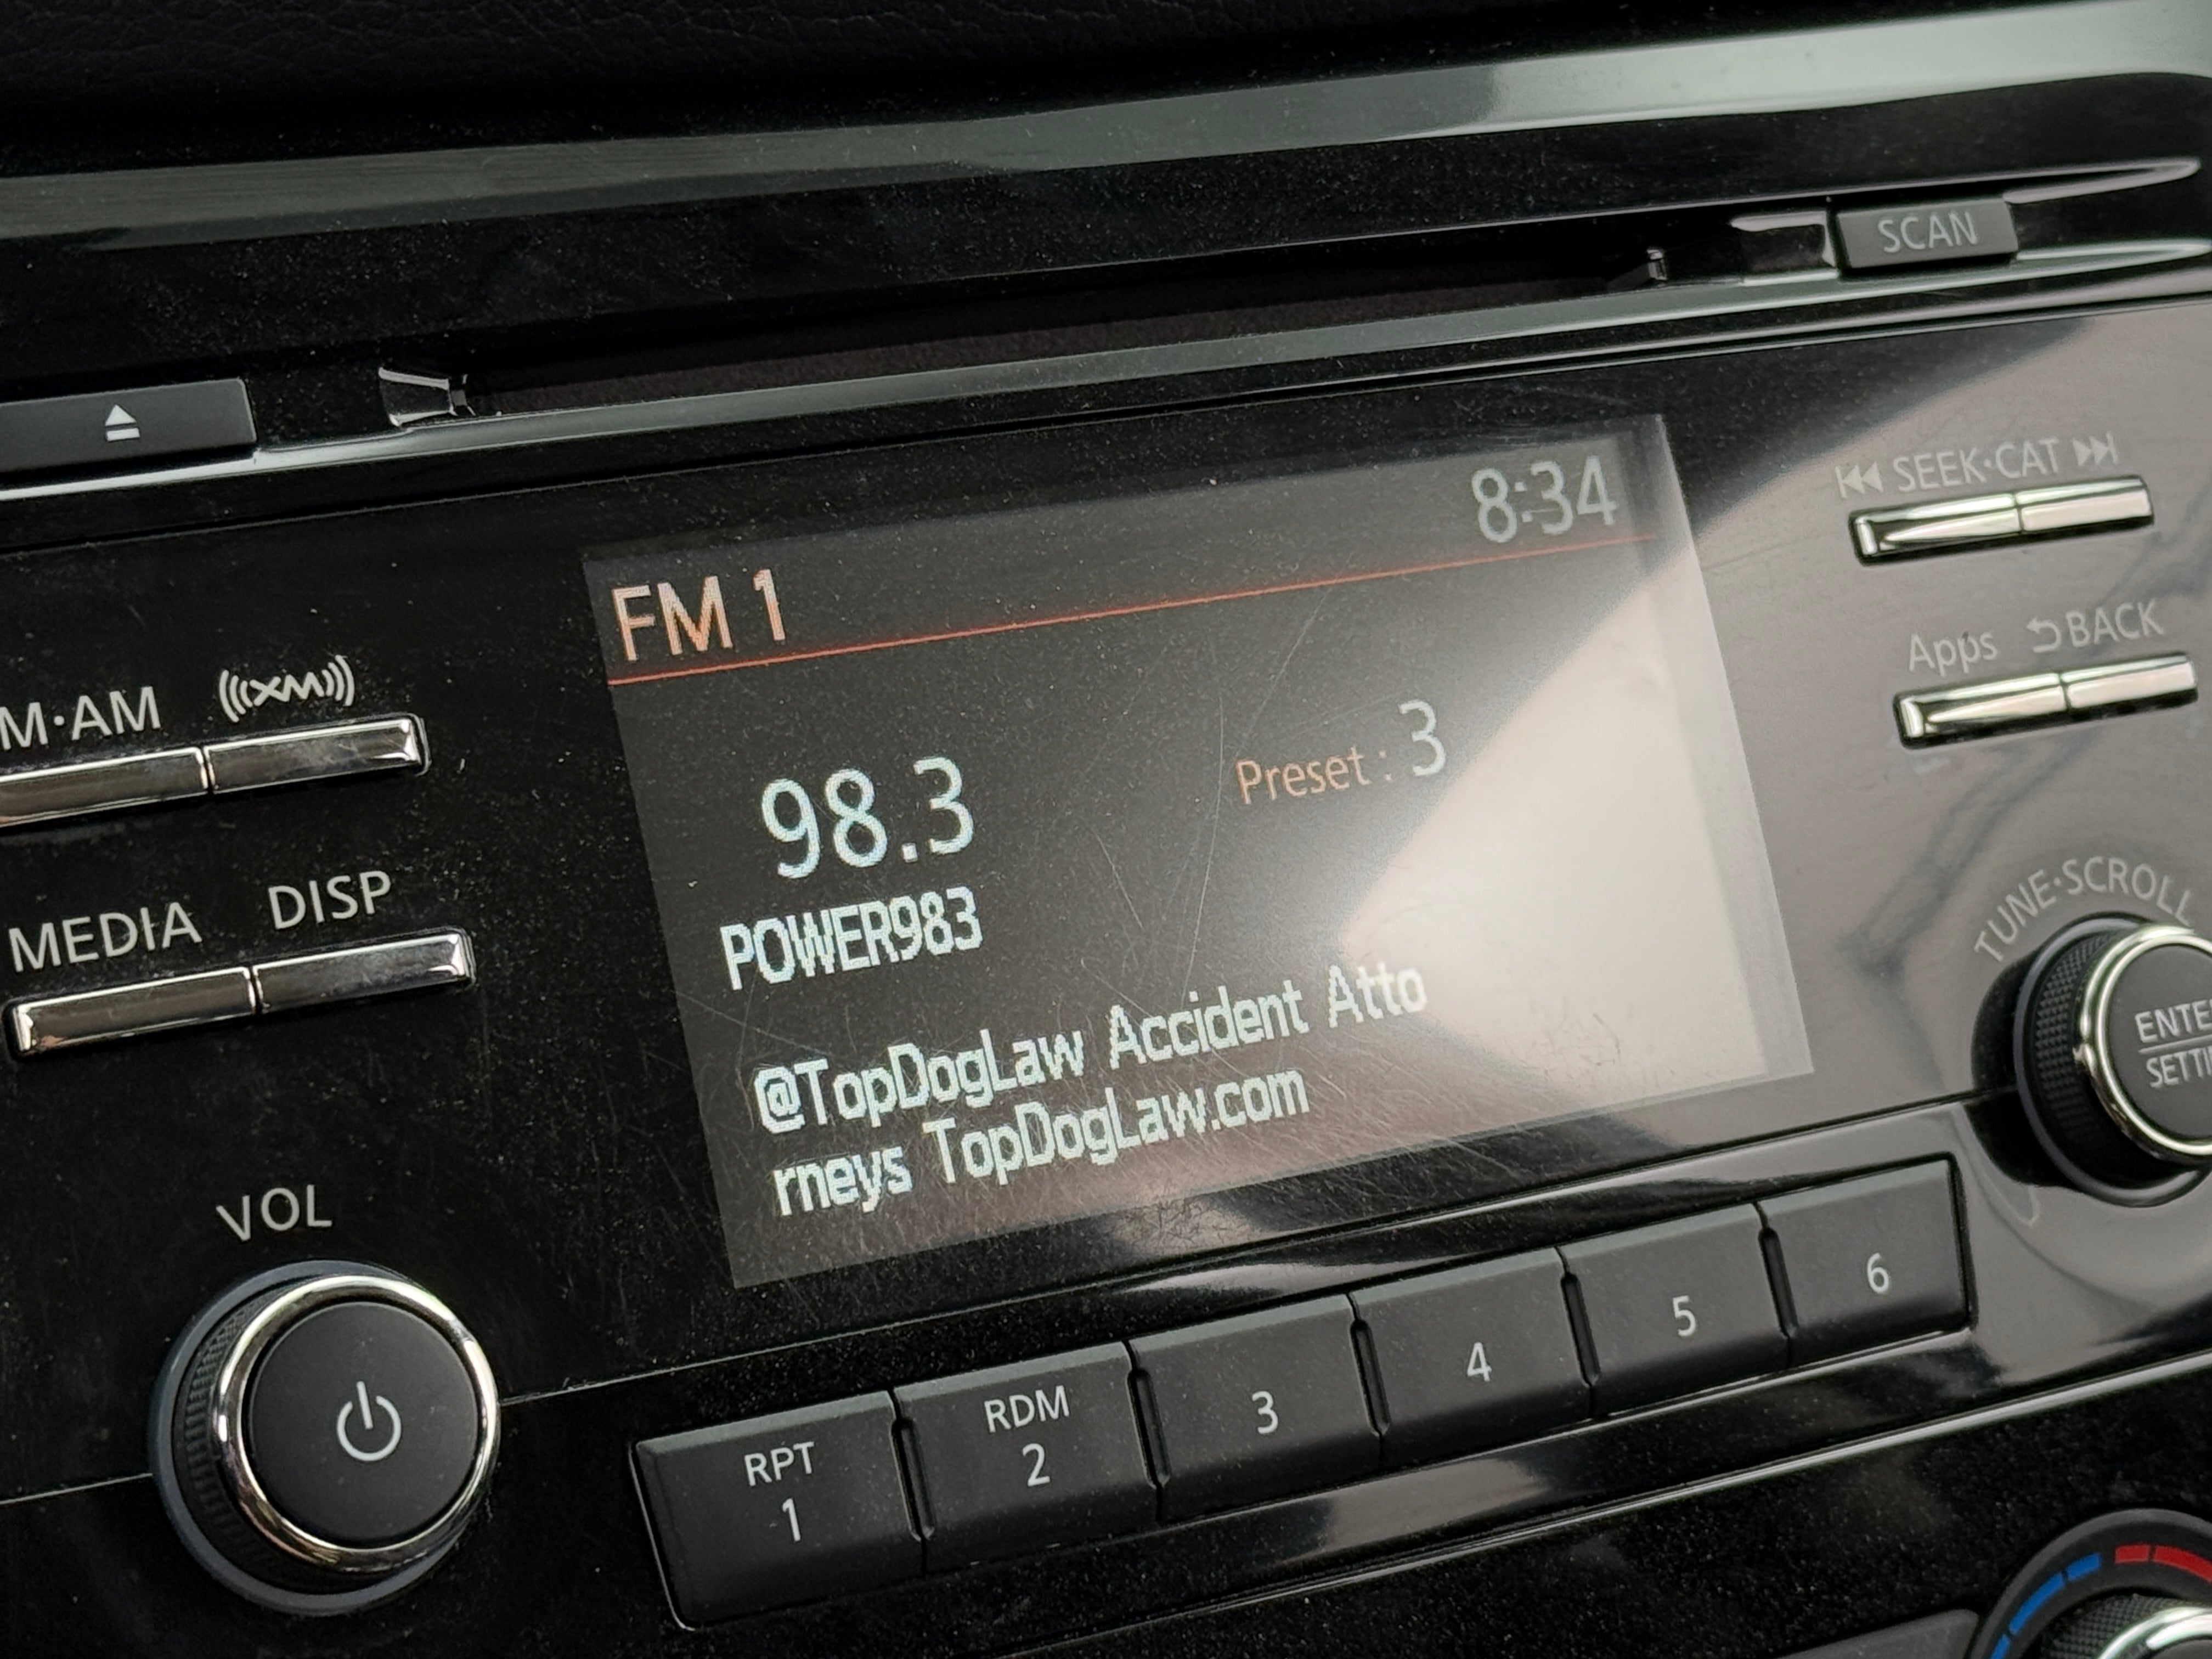 SCAN
SEEK·CAT
8:34
FM 1
Apps BACK
M·AM XM
Preset : 3
98.3
POWER983
TUNE·SCROLL
MEDIA DISP
@TopDogLaw Accident Atto
rneys TopDogLaw.com
VOL
RPT
1
RDM
2
3
4
5
6